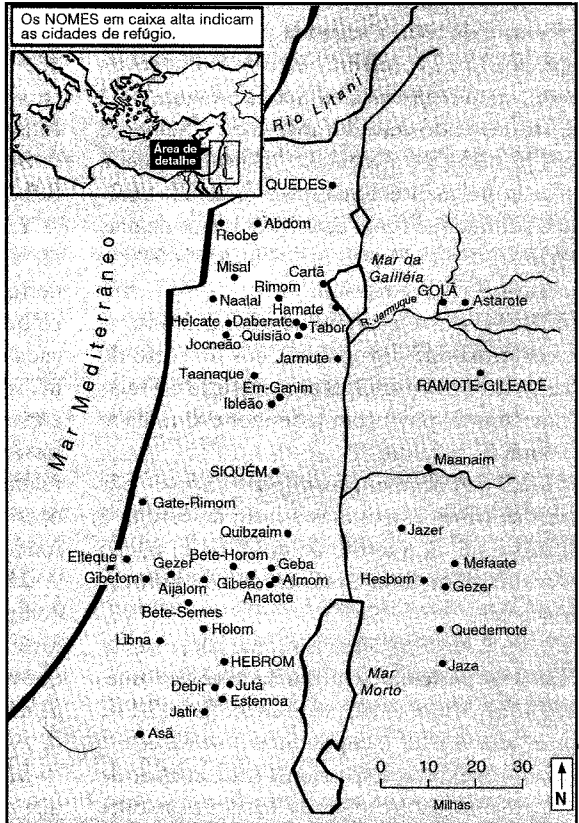 Os NOMES em caixa alta indicam
as cidades de refúgio.
Área de
detalhe
Rio Litani
QUEDES
Abdom
Reobe
Mar Mediterrâneo
Misal
Cartã
Mar da
Galiléia
Rimom
Naalal
Hamate
GOLÃ
Astarote
R. Jarmuque
Helcate
Daberate
Tabor
Jocneão
Quisião
Jarmute
Taanaque
RAMOTE-GILEADE
Em-Ganim
Ibleão
SIQUÉM
Maanaim
Gate-Rimom
Quibzaim
Jazer
Elteque
Bete-Horom
Geba
Mefaate
Gezer
Gibetom
Gibeão
Almom
Hesbom
Gezer
Aijalom
Anatote
Bete-Semes
Holom
Quedemote
Libna
HEBROM
Mar
Morto
Jaza
Debir
Jutá
Estemoa
Jatir
Asã
0 10 20 30
Milhas
N